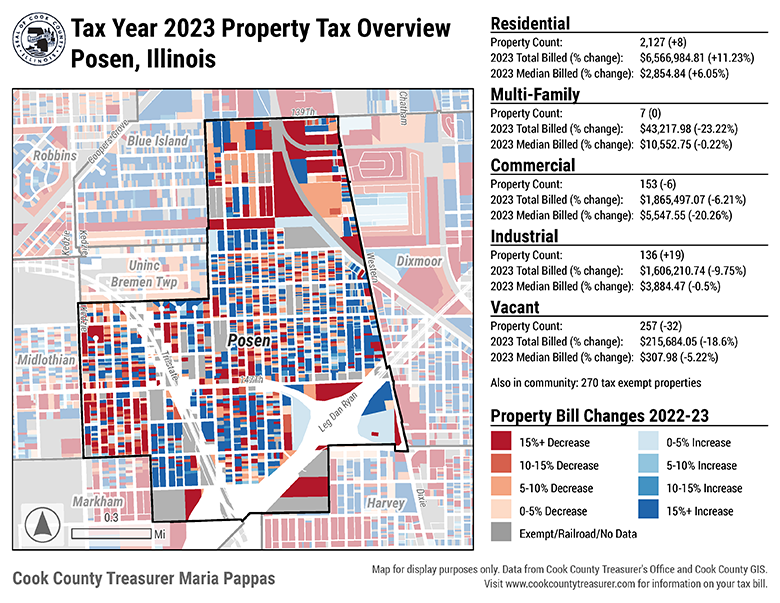 SEAL OF COOK COUNTY
ILLINOIS
Tax Year 2023 Property Tax Overview
Posen, Illinois
139Th
Chatham
Coopersgrove
Robbins
Blue Island
Kedzie
Kedzie
Western
Uninc
Bremen Twp
Dixmoor
Posen
Midlothian
Tristate
147Th
Leg Dan Ryan
Markham
Harvey
Dixie
0.3
Mi
Residential
Property Count: 2,127 (+8)
2023 Total Billed (% change): $6,566,984.81 (+11.23%)
2023 Median Billed (% change): $2,854.84 (+6.05%)
Multi-Family
Property Count: 7 (0)
2023 Total Billed (% change): $43,217.98 (-23.22%)
2023 Median Billed (% change): $10,552.75 (-0.22%)
Commercial
Property Count: 153 (-6)
2023 Total Billed (% change): $1,865,497.07 (-6.21%)
2023 Median Billed (% change): $5,547.55 (-20.26%)
Industrial
Property Count: 136 (+19)
2023 Total Billed (% change): $1,606,210.74 (-9.75%)
2023 Median Billed (% change): $3,884.47 (-0.5%)
Vacant
Property Count: 257 (-32)
2023 Total Billed (% change): $215,684.05 (-18.6%)
2023 Median Billed (% change): $307.98 (-5.22%)
Also in community: 270 tax exempt properties
Property Bill Changes 2022-23
15%+ Decrease
0-5% Increase
10-15% Decrease
5-10% Increase
5-10% Decrease
10-15% Increase
0-5% Decrease
15%+ Increase
Exempt/Railroad/No Data
Cook County Treasurer Maria Pappas
Map for display purposes only. Data from Cook County Treasurer's Office and Cook County GIS.
Visit www.cookcountytreasurer.com for information on your tax bill.